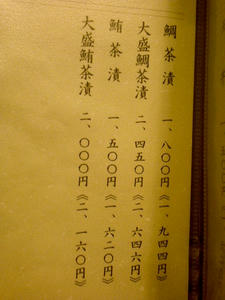 鯛茶漬 一、八〇〇円《一、九四四円》
大盛鯛茶漬 二、四五〇円《二、六四六円》
鮪茶漬 一、五〇〇円《一、六二〇円》
大盛鮪茶漬 二、〇〇〇円《二、一六〇円》